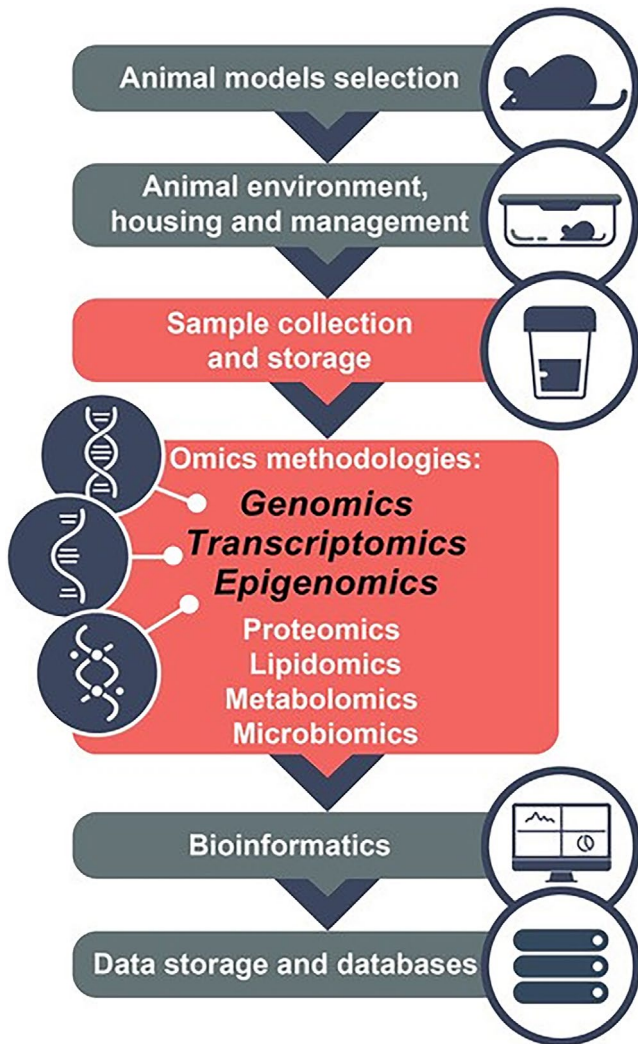 Animal models selection
Animal environment,
housing and management
Sample collection
and storage
Omics methodologies:
Genomics
Transcriptomics
Epigenomics
Proteomics
Lipidomics
Metabolomics
Microbiomics
Bioinformatics
Data storage and databases